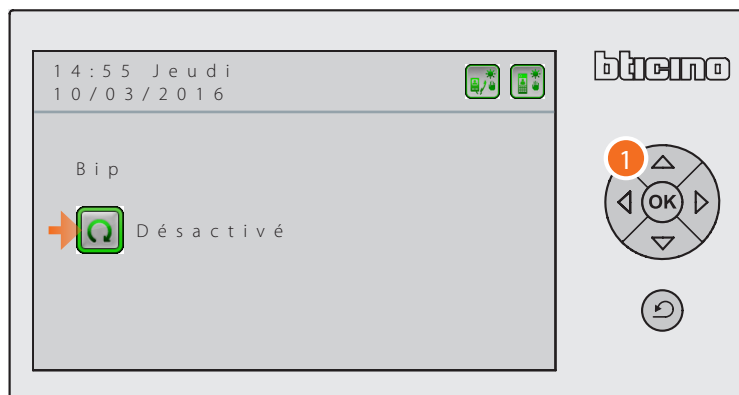 14:55 Jeudi
10/03/2016
bticino
Bip
Désactivé
1
OK